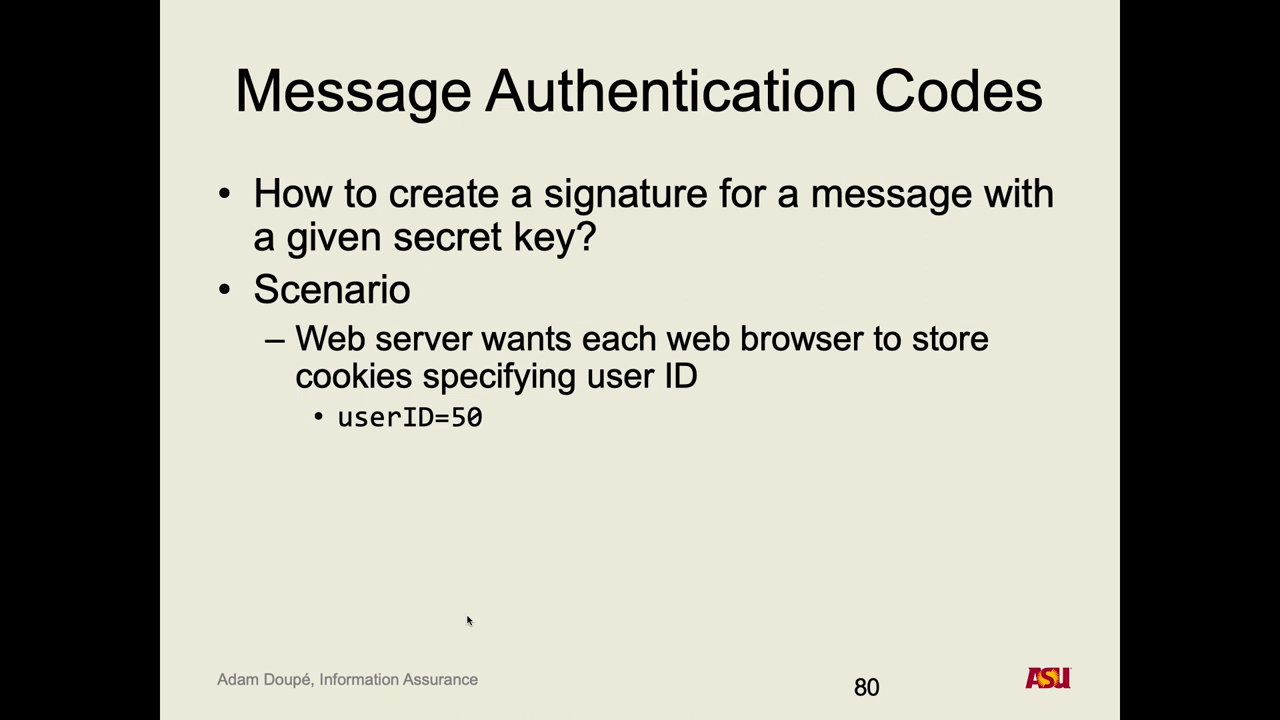 Message Authentication Codes
• How to create a signature for a message with
a given secret key?
• Scenario
– Web server wants each web browser to store
cookies specifying user ID
• userID=50
Adam Doupé, Information Assurance
80
ASU